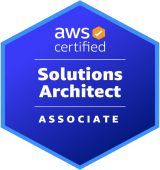 aws
certified
Solutions
Architect
ASSOCIATE